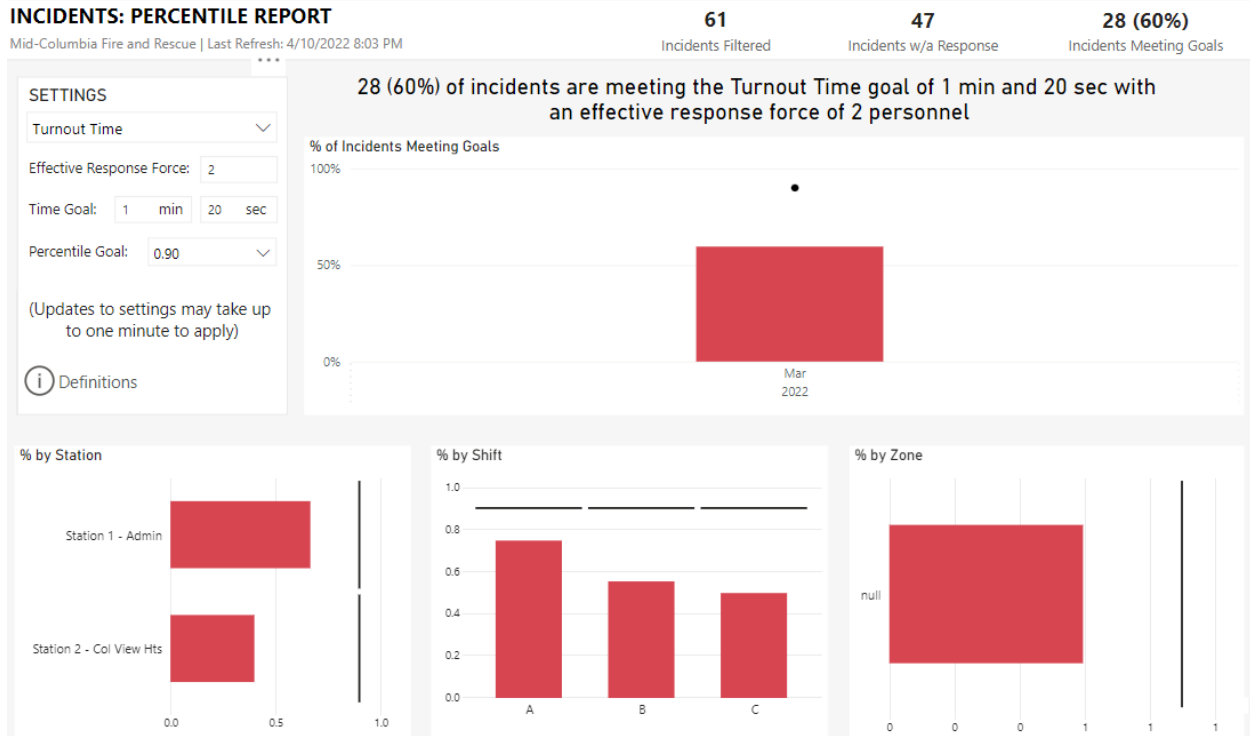 INCIDENTS: PERCENTILE REPORT
Mid-Columbia Fire and Rescue | Last Refresh: 4/10/2022 8:03 PM
61
Incidents Filtered
47
Incidents w/a Response
28 (60%)
Incidents Meeting Goals
SETTINGS
Turnout Time
Effective Response Force: 2
Time Goal: 1 min 20 sec
Percentile Goal: 0.90
(Updates to settings may take up
to one minute to apply)
i Definitions
28 (60%) of incidents are meeting the Turnout Time goal of 1 min and 20 sec with
an effective response force of 2 personnel
% of Incidents Meeting Goals
100%
50%
0%
Mar
2022
% by Station
Station 1 - Admin
Station 2 - Col View Hts
0.0 0.5 1.0
% by Shift
1.0
0.8
0.6
0.4
0.2
0.0
A B C
% by Zone
null
0 0 0 1 1 1